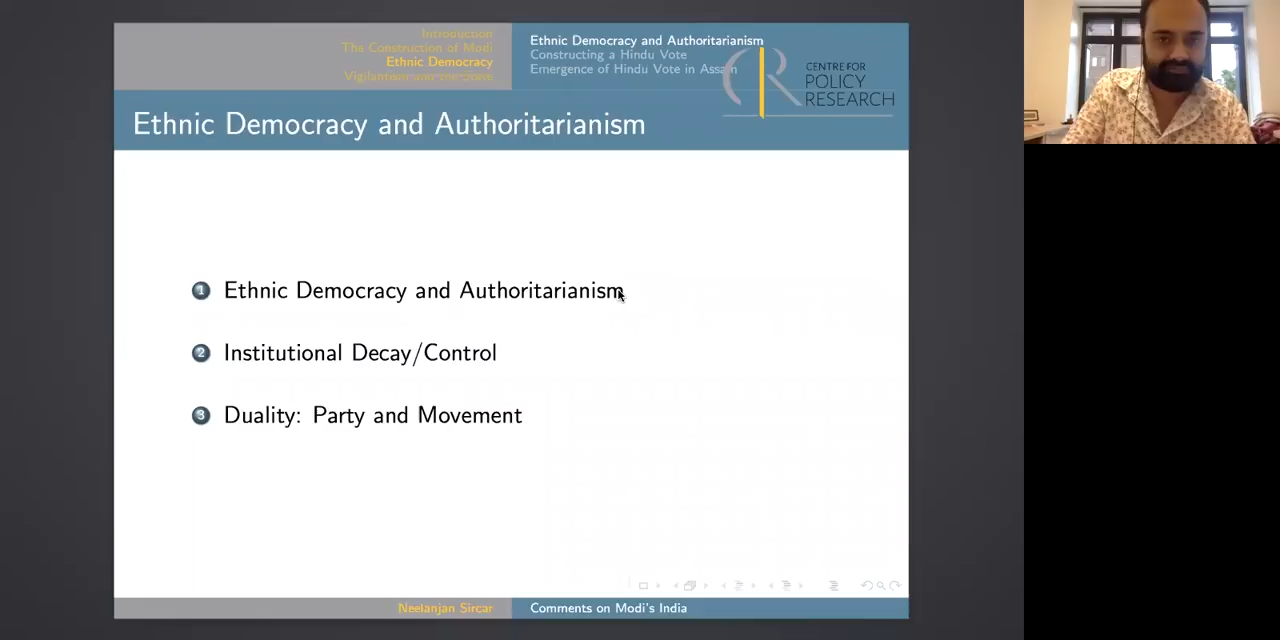 Introduction
The Construction of Modi
Ethnic Democracy
Vigilantism and the State
Ethnic Democracy and Authoritarianism
Constructing a Hindu Vote
Emergence of Hindu Vote in Assam
CENTRE FOR
POLICY
RESEARCH
Ethnic Democracy and Authoritarianism
1 Ethnic Democracy and Authoritarianism
2 Institutional Decay/Control
3 Duality: Party and Movement
Neelanjan Sircar
Comments on Modi's India